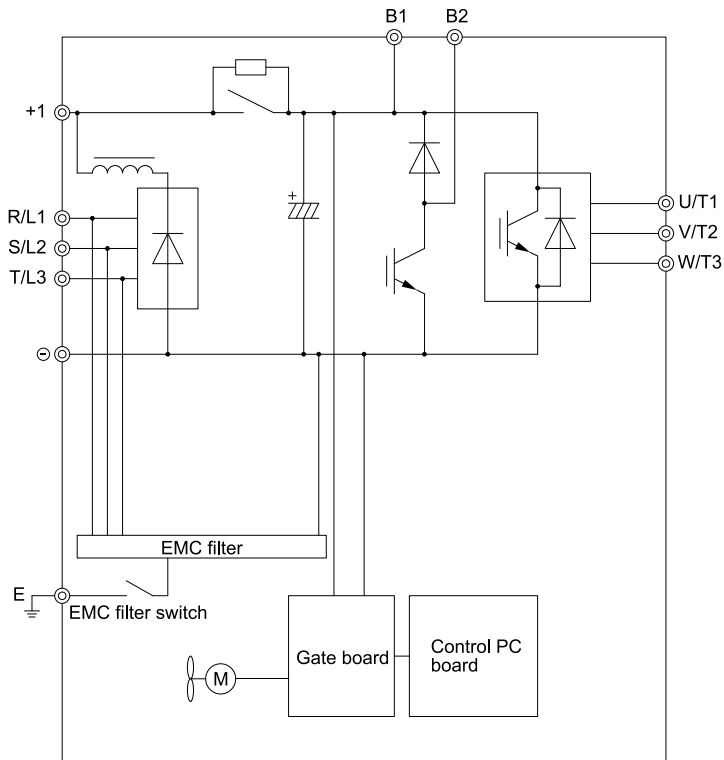 B1 B2
+1
+
R/L1
S/L2
T/L3
U/T1
V/T2
W/T3
⊖
EMC filter
E
EMC filter switch
Gate board
Control PC
board
M